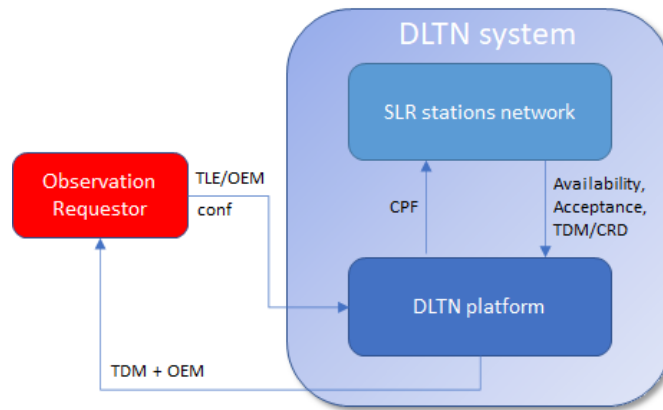 DLTN system
SLR stations network
Observation
Requestor
TLE/OEM
conf
CPF
Availability,
Acceptance,
TDM/CRD
DLTN platform
TDM + OEM